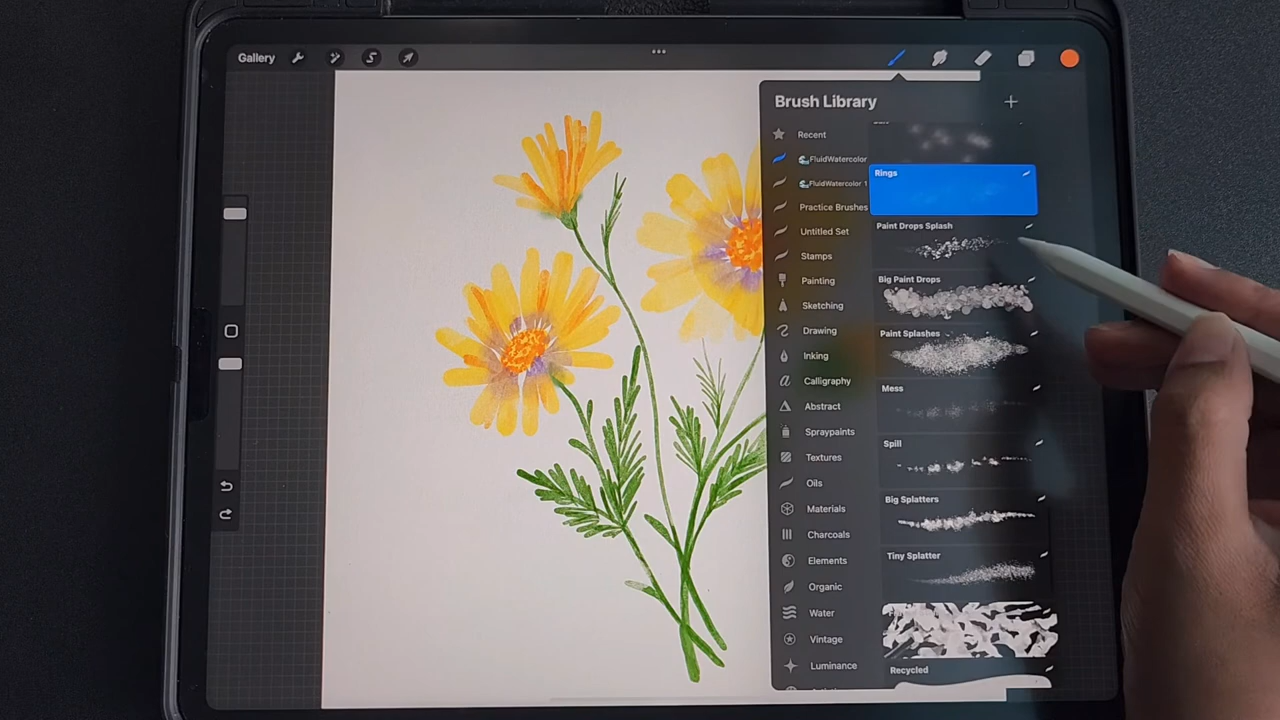 Gallery
Brush Library
Recent
FluidWatercolor
FluidWatercolor 1
Practice Brushes
Untitled Set
Stamps
Painting
Sketching
Drawing
Inking
Calligraphy
Abstract
Spraypaints
Textures
Oils
Materials
Charcoals
Elements
Organic
Water
Vintage
Luminance
Rings
Paint Drops Splash
Big Paint Drops
Paint Splashes
Mess
Spill
Big Splatters
Tiny Splatter
Recycled